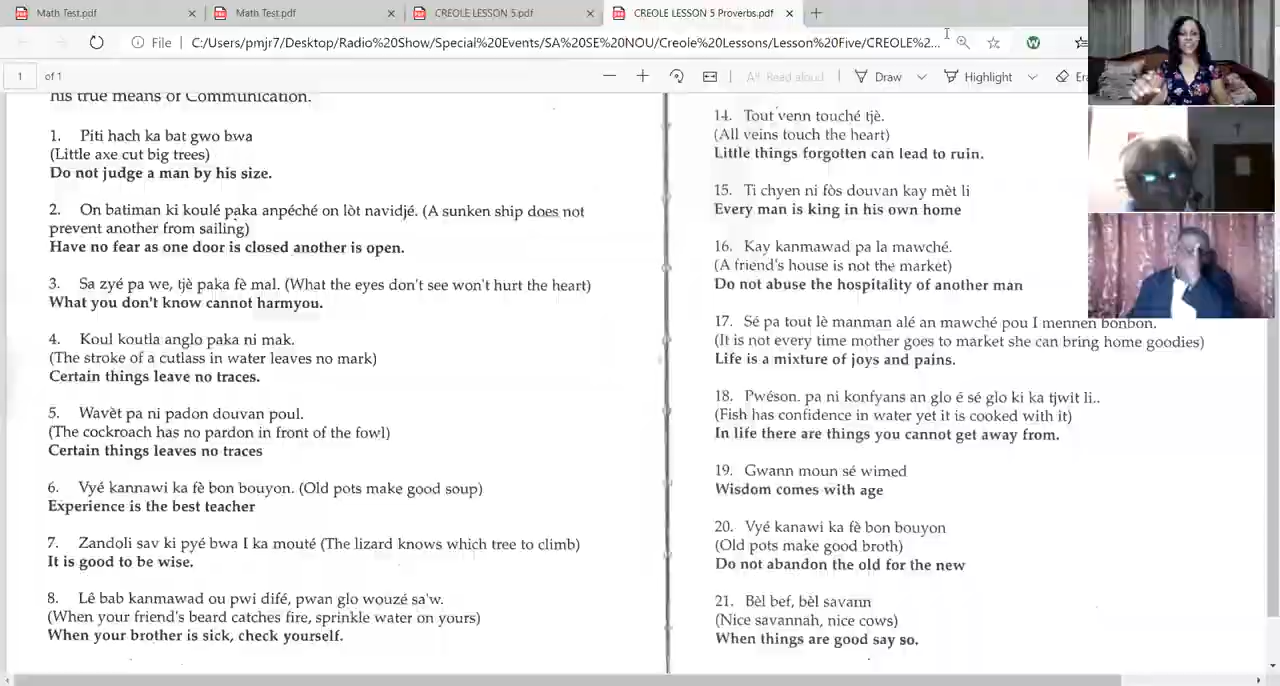 Math Test.pdf
Math Test.pdf
CREOLE LESSON 5.pdf
CREOLE LESSON 5 Proverbs.pdf
File
C:/Users/pmjr7/Desktop/Radio%20Show/Special%20Events/SA%20SE%20NOU/Creole%20Lessons/Lesson%20Five/CREOLE%2...
1 of 1
Read aloud
Draw
Highlight
Era
his true means of Communication.
1. Piti hach ka bat gwo bwa
(Little axe cut big trees)
Do not judge a man by his size.
2. On batiman ki koulé paka anpéché on lòt navidjé. (A sunken ship does not
prevent another from sailing)
Have no fear as one door is closed another is open.
3. Sa zyé pa we, tjè paka fè mal. (What the eyes don't see won't hurt the heart)
What you don't know cannot harmyou.
4. Koul koutla anglo paka ni mak.
(The stroke of a cutlass in water leaves no mark)
Certain things leave no traces.
5. Wavèt pa ni padon douvan poul.
(The cockroach has no pardon in front of the fowl)
Certain things leaves no traces
6. Vyé kannawi ka fè bon bouyon. (Old pots make good soup)
Experience is the best teacher
7. Zandoli sav ki pyé bwa I ka mouté (The lizard knows which tree to climb)
It is good to be wise.
8. Lê bab kanmawad ou pwi difé, pwan glo wouzé sa'w.
(When your friend's beard catches fire, sprinkle water on yours)
When your brother is sick, check yourself.
14. Tout venn touché tjè.
(All veins touch the heart)
Little things forgotten can lead to ruin.
15. Ti chyen ni fòs douvan kay mèt li
Every man is king in his own home
16. Kay kanmawad pa la mawché.
(A friend's house is not the market)
Do not abuse the hospitality of another man
17. Sé pa tout lè manman alé an mawché pou I mennen bonbon.
(It is not every time mother goes to market she can bring home goodies)
Life is a mixture of joys and pains.
18. Pwéson. pa ni konfyans an glo é sé glo ki ka tjwit li..
(Fish has confidence in water yet it is cooked with it)
In life there are things you cannot get away from.
19. Gwann moun sé wimed
Wisdom comes with age
20. Vyé kanawi ka fè bon bouyon
(Old pots make good broth)
Do not abandon the old for the new
21. Bèl bef, bèl savann
(Nice savannah, nice cows)
When things are good say so.